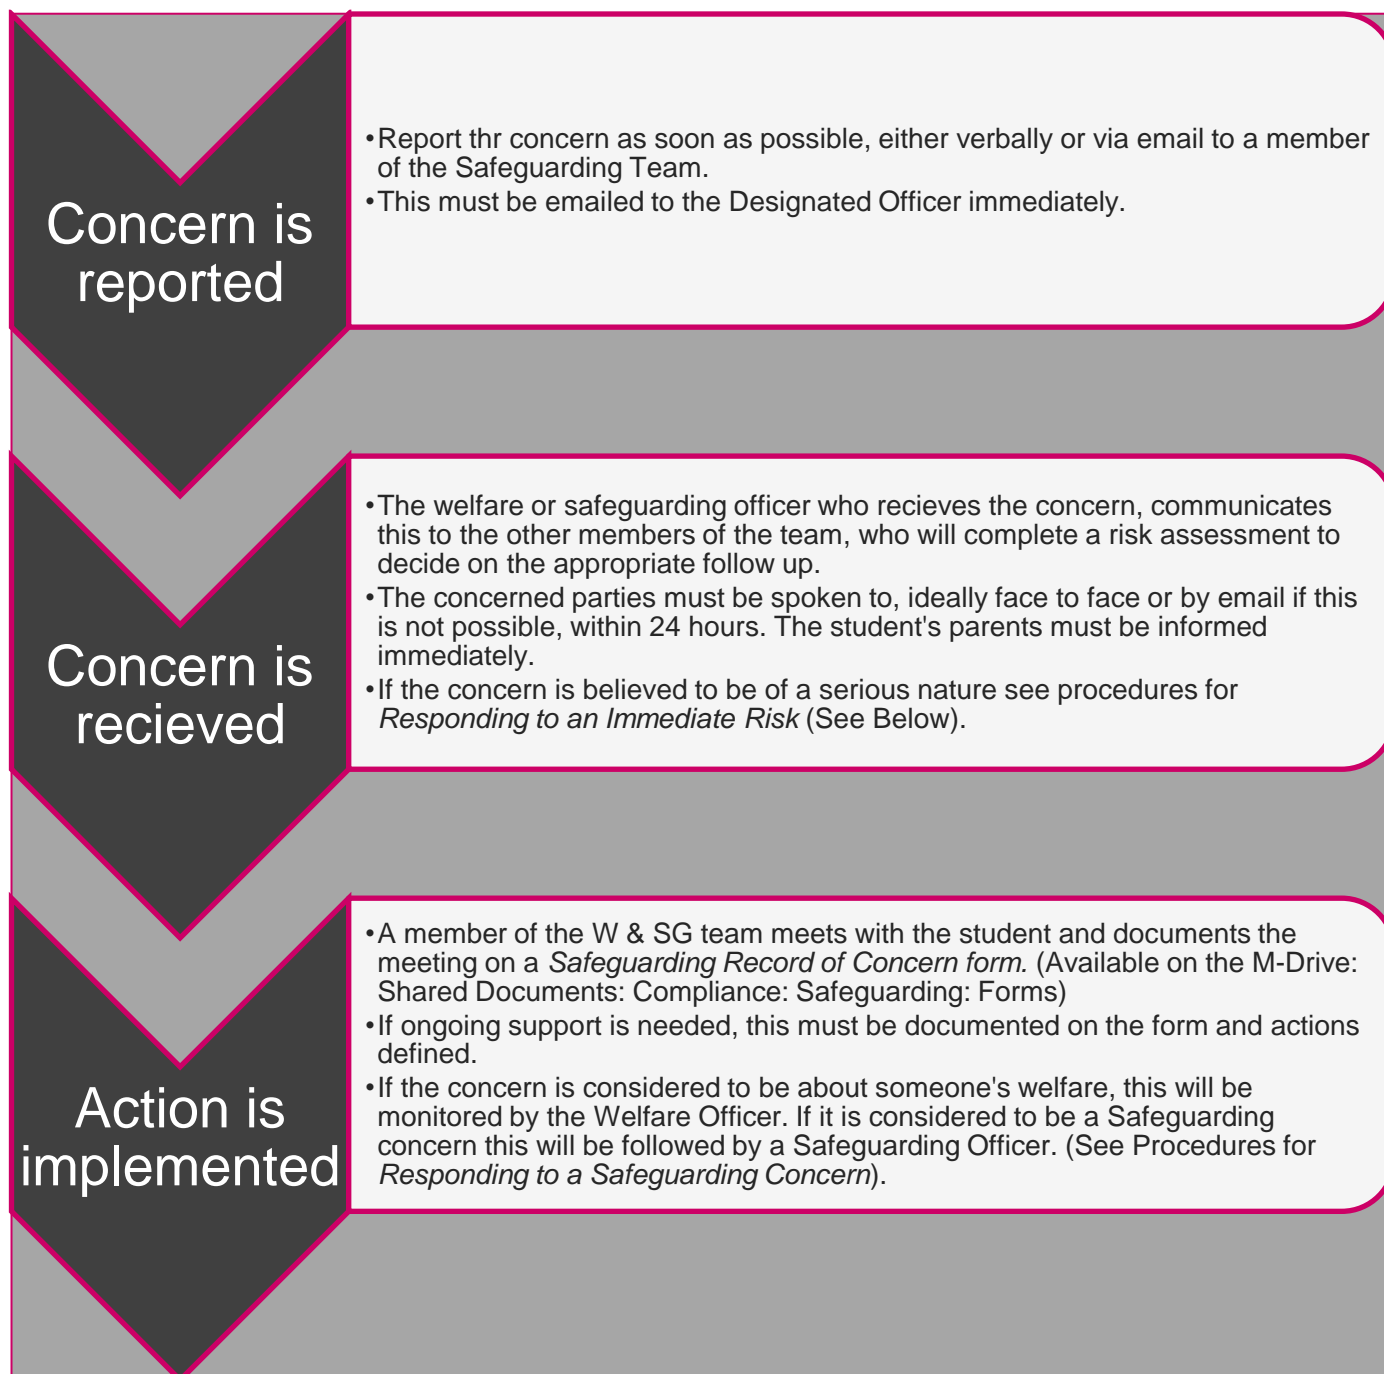 Concern is
reported
•Report thr concern as soon as possible, either verbally or via email to a member
of the Safeguarding Team.
•This must be emailed to the Designated Officer immediately.
Concern is
recieved
•The welfare or safeguarding officer who recieves the concern, communicates
this to the other members of the team, who will complete a risk assessment to
decide on the appropriate follow up.
•The concerned parties must be spoken to, ideally face to face or by email if this
is not possible, within 24 hours. The student's parents must be informed
immediately.
•If the concern is believed to be of a serious nature see procedures for
Responding to an Immediate Risk (See Below).
Action is
implemented
•A member of the W & SG team meets with the student and documents the
meeting on a Safeguarding Record of Concern form. (Available on the M-Drive:
Shared Documents: Compliance: Safeguarding: Forms)
•If ongoing support is needed, this must be documented on the form and actions
defined.
•If the concern is considered to be about someone's welfare, this will be
monitored by the Welfare Officer. If it is considered to be a Safeguarding
concern this will be followed by a Safeguarding Officer. (See Procedures for
Responding to a Safeguarding Concern).